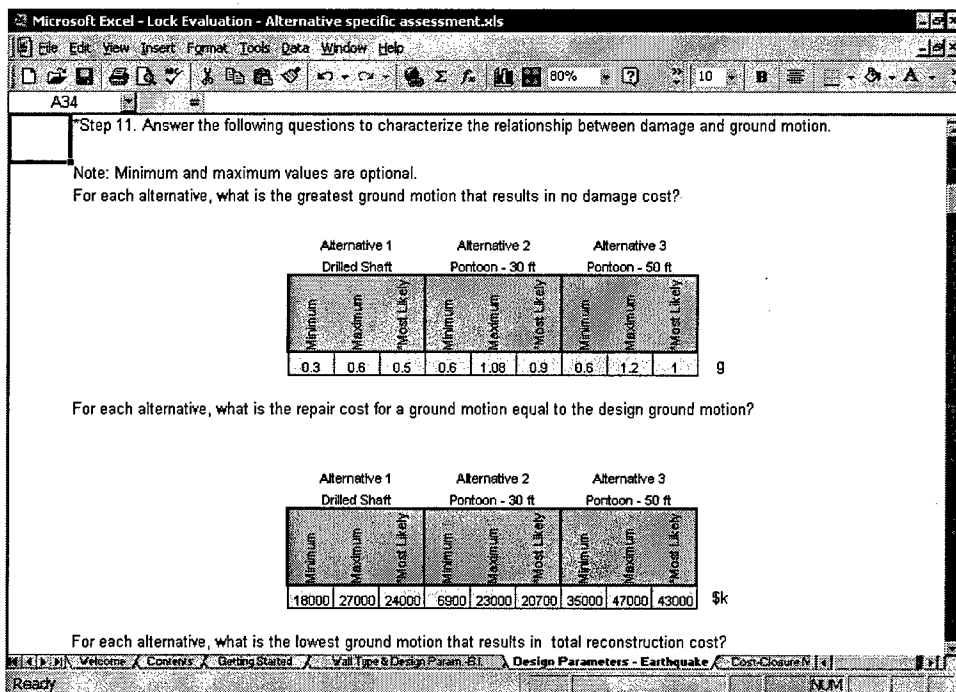 Microsoft Excel - Lock Evaluation - Alternative specific assessment.xls
File Edit View Insert Format Tools Data Window Help
80% 10 B A
A34 =
*Step 11. Answer the following questions to characterize the relationship between damage and ground motion.
Note: Minimum and maximum values are optional.
For each alternative, what is the greatest ground motion that results in no damage cost?
Alternative 1 Alternative 2 Alternative 3
Drilled Shaft Pontoon - 30 ft Pontoon - 50 ft
Minimum Maximum *Most Likely Minimum Maximum *Most Likely Minimum Maximum *Most Likely
0.3 0.6 0.5 0.6 1.08 0.9 0.6 1.2 1 g
For each alternative, what is the repair cost for a ground motion equal to the design ground motion?
Alternative 1 Alternative 2 Alternative 3
Drilled Shaft Pontoon - 30 ft Pontoon - 50 ft
Minimum Maximum *Most Likely Minimum Maximum *Most Likely Minimum Maximum *Most Likely
18000 27000 24000 6900 23000 20700 35000 47000 43000 $k
For each alternative, what is the lowest ground motion that results in total reconstruction cost?
Welcome Contents Getting Started Wall Type & Design Param.-B.I. Design Parameters - Earthquake Cost-Closure N
Ready NUM